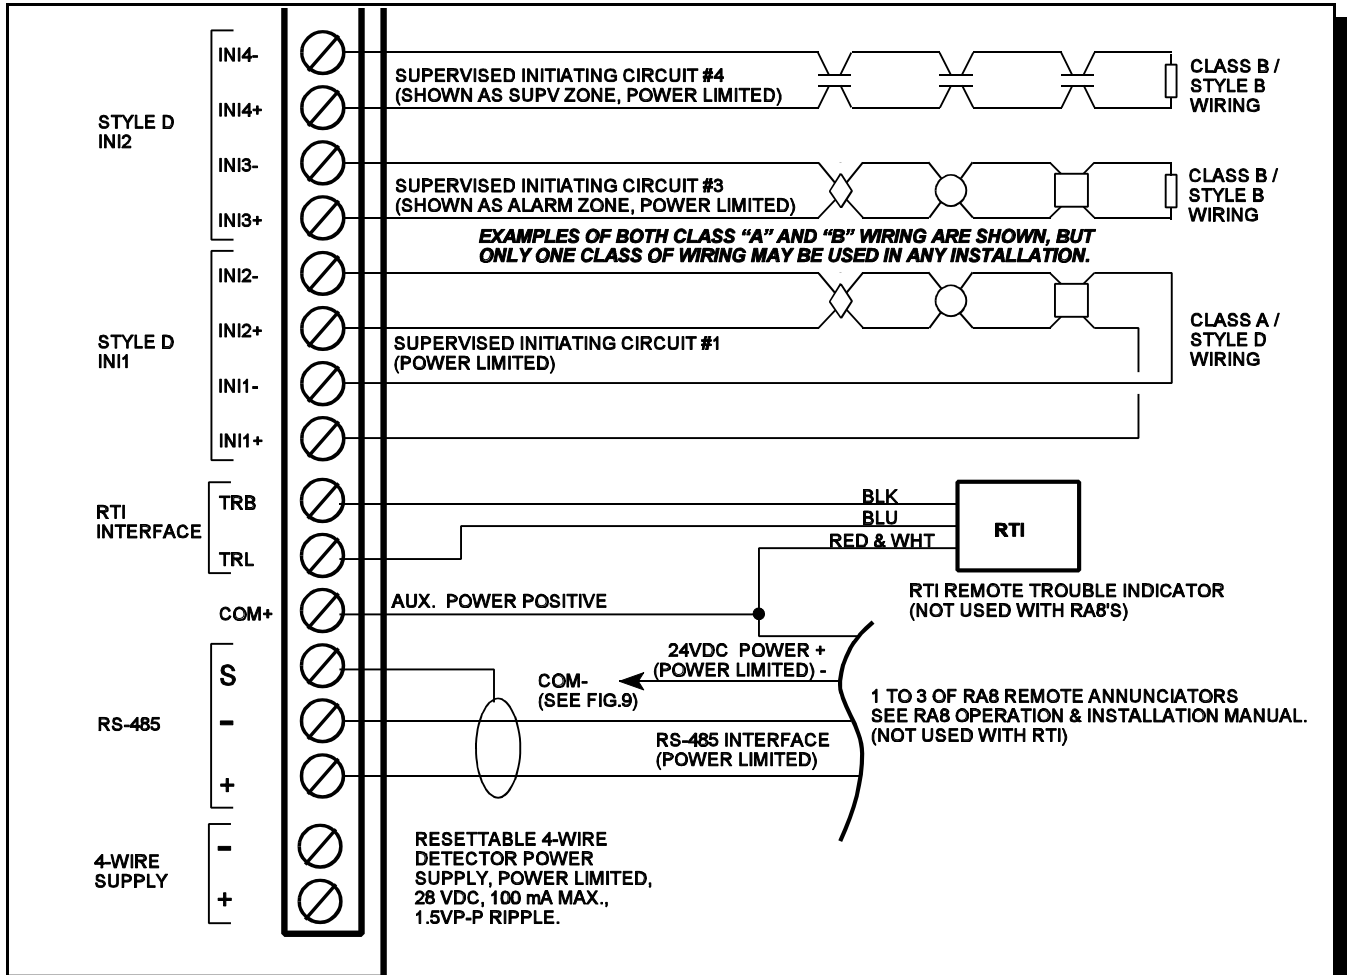 INI4-
SUPERVISED INITIATING CIRCUIT #4
(SHOWN AS SUPV ZONE, POWER LIMITED)
CLASS B /
STYLE B
WIRING
INI4+
STYLE D
INI2
INI3-
SUPERVISED INITIATING CIRCUIT #3
(SHOWN AS ALARM ZONE, POWER LIMITED)
CLASS B /
STYLE B
WIRING
INI3+
EXAMPLES OF BOTH CLASS “A” AND “B” WIRING ARE SHOWN, BUT
ONLY ONE CLASS OF WIRING MAY BE USED IN ANY INSTALLATION.
INI2-
INI2+
STYLE D
INI1
SUPERVISED INITIATING CIRCUIT #1
(POWER LIMITED)
CLASS A /
STYLE D
WIRING
INI1-
INI1+
RTI
INTERFACE
TRB
TRL
BLK
BLU
RED & WHT
RTI
RTI REMOTE TROUBLE INDICATOR
(NOT USED WITH RA8'S)
COM+
AUX. POWER POSITIVE
24VDC POWER +
(POWER LIMITED) -
COM-
(SEE FIG.9)
RS-485
S
-
+
1 TO 3 OF RA8 REMOTE ANNUNCIATORS
SEE RA8 OPERATION & INSTALLATION MANUAL.
(NOT USED WITH RTI)
RS-485 INTERFACE
(POWER LIMITED)
4-WIRE
SUPPLY
-
+
RESETTABLE 4-WIRE
DETECTOR POWER
SUPPLY, POWER LIMITED,
28 VDC, 100 mA MAX.,
1.5VP-P RIPPLE.